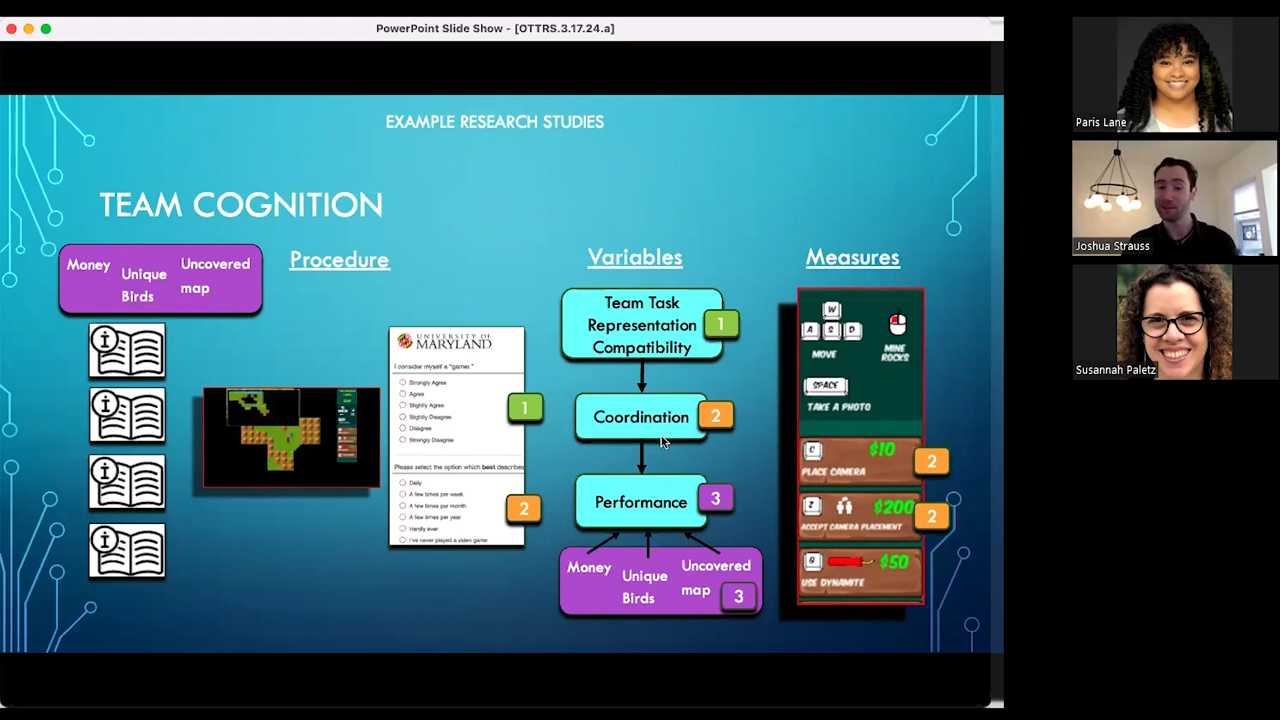 PowerPoint Slide Show - [OTTRS.3.17.24.a]
EXAMPLE RESEARCH STUDIES
TEAM COGNITION
Money
Unique
Birds
Uncovered
map
Procedure
UNIVERSITY OF
MARYLAND
I consider myself a "gamer."
Strongly Agree
Agree
Slightly Agree
Slightly Disagree
Disagree
Strongly Disagree
1
Please select the option which best describes
Daily
A few times per week
A few times per month
A few times per year
Hardly ever
I've never played a video game
2
Variables
Team Task
Representation
Compatibility
1
Coordination
2
Performance
3
Money
Unique
Birds
Uncovered
map
3
Measures
W
A S D
MOVE
MINE
ROCKS
SPACE
TAKE A PHOTO
C
$10
PLACE CAMERA
2
Z
$200
ACCEPT CAMERA PLACEMENT
2
$50
USE DYNAMITE
Paris Lane
Joshua Strauss
Susannah Paletz